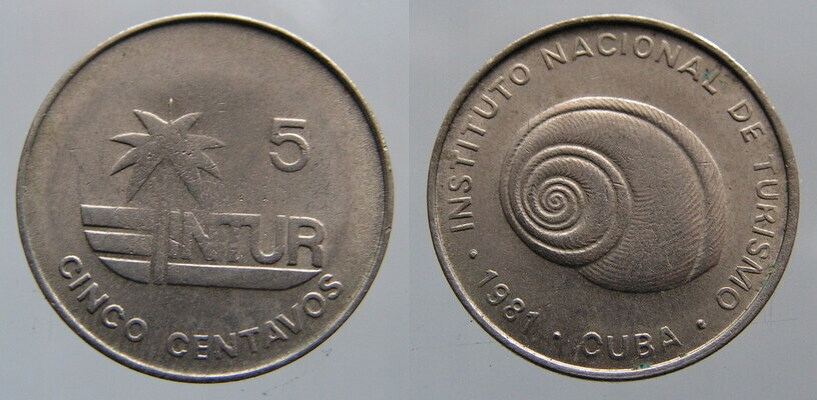 5
INTUR
CINCO CENTAVOS
INSTITUTO NACIONAL DE TURISMO
• 1981 • CUBA •